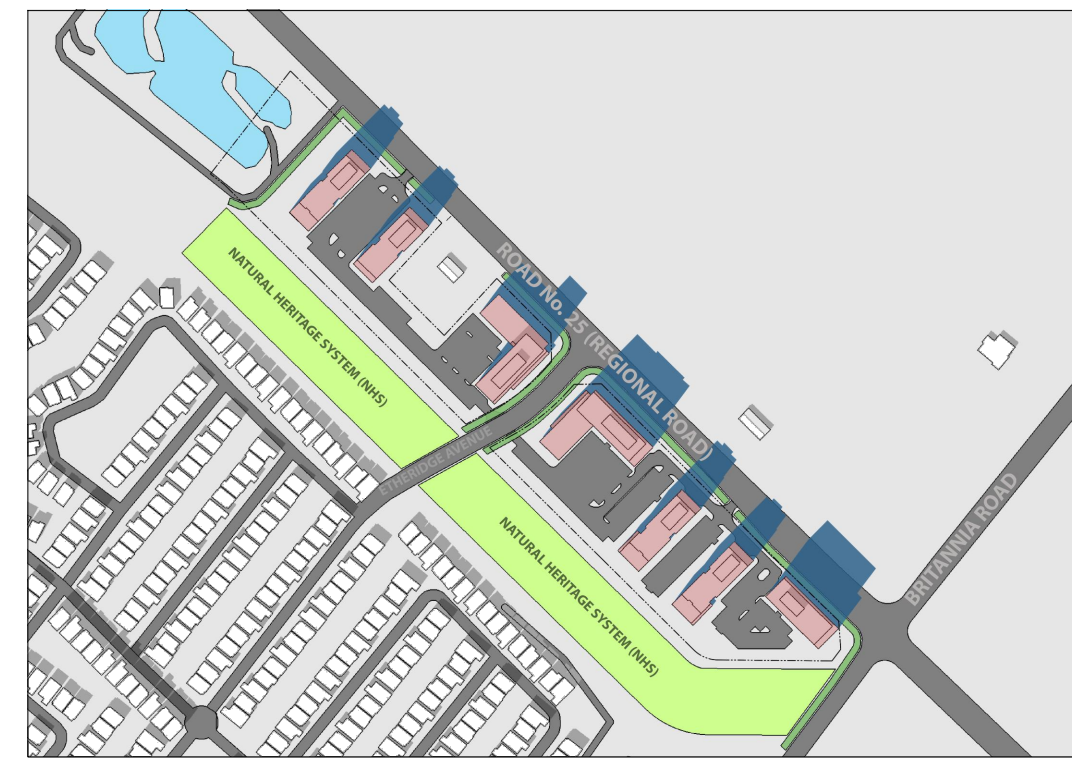 ROAD No. 25 (REGIONAL ROAD)
NATURAL HERITAGE SYSTEM (NHS)
ETHERIDGE AVENUE
BRITANNIA ROAD
NATURAL HERITAGE SYSTEM (NHS)